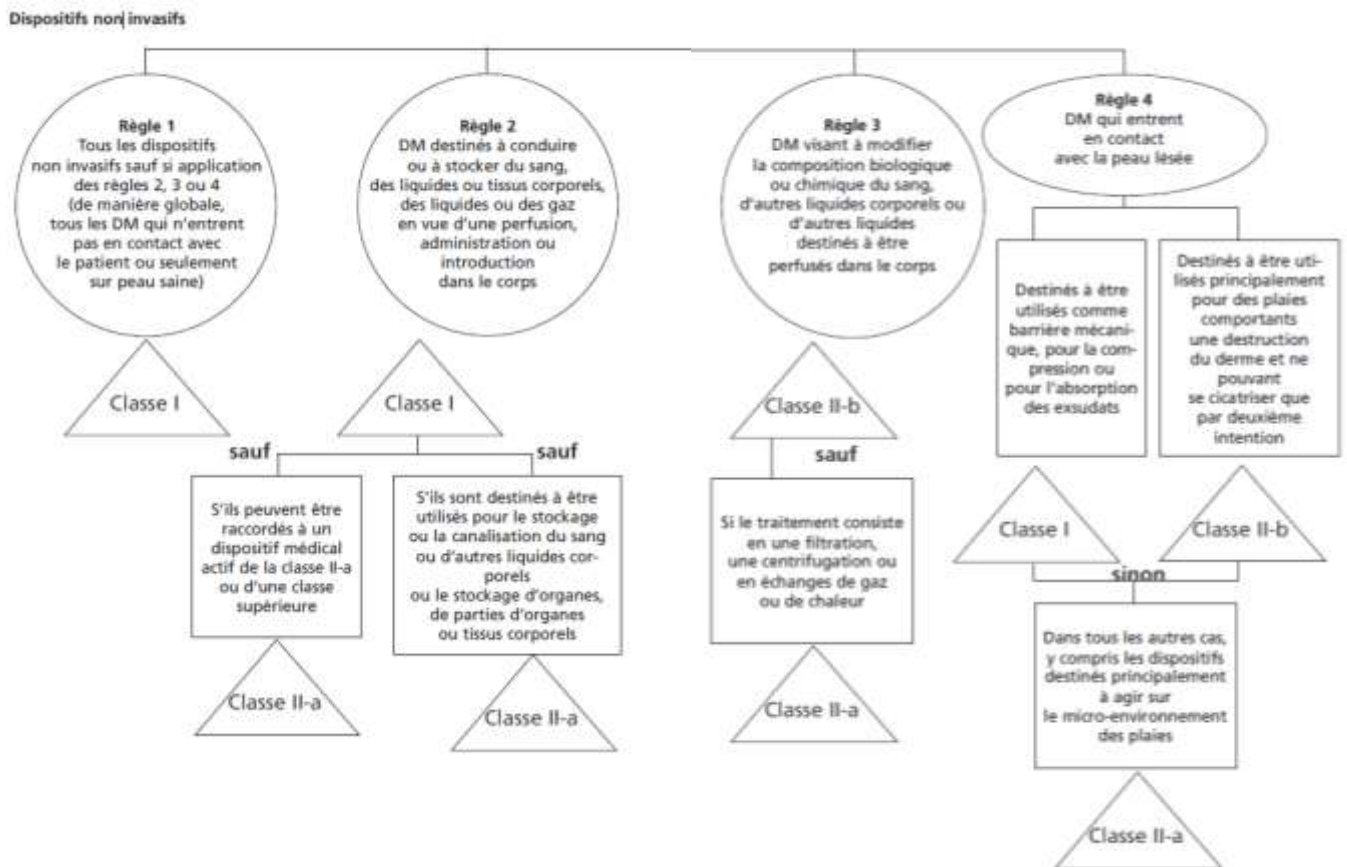 Dispositifs non invasifs
Règle 1
Tous les dispositifs
non invasifs sauf si application
des règles 2, 3 ou 4
(de manière globale,
tous les DM qui n'entrent
pas en contact avec
le patient ou seulement
sur peau saine)
Classe I
Règle 2
DM destinés à conduire
ou à stocker du sang,
des liquides ou tissus corporels,
des liquides ou des gaz
en vue d'une perfusion,
administration ou
introduction
dans le corps
Classe I
sauf
S'ils peuvent être
raccordés à un
dispositif médical
actif de la classe II-a
ou d'une classe
supérieure
Classe II-a
sauf
S'ils sont destinés à être
utilisés pour le stockage
ou la canalisation du sang
ou d'autres liquides cor-
porels
ou le stockage d'organes,
de parties d'organes
ou tissus corporels
Classe II-a
Règle 3
DM visant à modifier
la composition biologique
ou chimique du sang,
d'autres liquides corporels ou
d'autres liquides
destinés à être
perfusés dans le corps
Classe II-b
sauf
Si le traitement consiste
en une filtration,
une centrifugation ou
en échanges de gaz
ou de chaleur
Classe II-a
Règle 4
DM qui entrent
en contact
avec la peau lésée
Destinés à être
utilisés comme
barrière mécani-
que, pour la com-
pression ou
pour l'absorption
des exsudats
Classe I
Destinés à être uti-
lisés principalement
pour des plaies
comportants
une destruction
du derme et ne
pouvant
se cicatriser que
par deuxième
intention
Classe II-b
sinon
Dans tous les autres cas,
y compris les dispositifs
destinés principalement
à agir sur
le micro-environnement
des plaies
Classe II-a